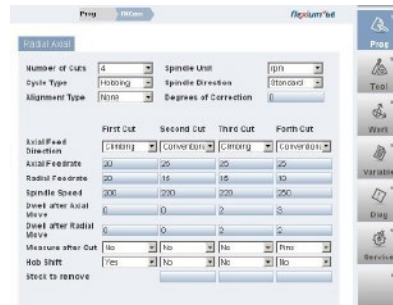 Prog
flexium+68
Radial Axial
Number of Cuts 4 Spindle Unit rpm
Cycle Type Hobbing Spindle Direction Standard
Alignment Type None Degrees of Correction 0
First Cut Second Cut Third Cut Forth Cut
Axial Feed Direction Climbing Conventiona Climbing Conventiona
Axial Feedrate 30 25 25 25
Radial Feedrate 20 15 15 10
Spindle Speed 200 220 220 250
Dwell after Axial Move 0 0 2 3
Dwell after Radial Move 0 0 2 2
Measure after Cut No No No Pins
Hob Shift Yes No No No
Stock to remove
Prog
Tool
Work
Variable
Diag
Service